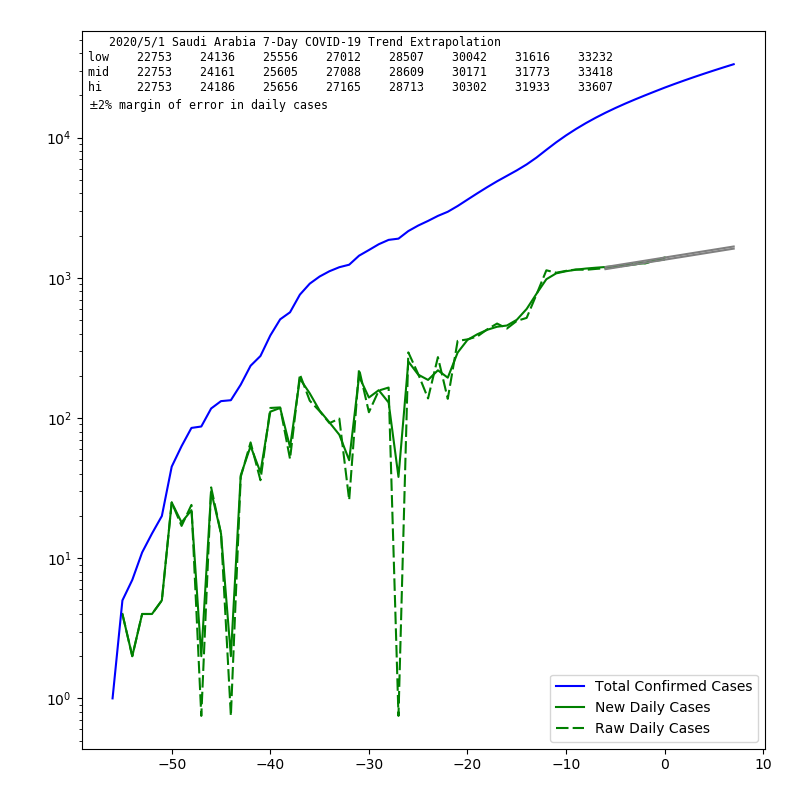 2020/5/1 Saudi Arabia 7-Day COVID-19 Trend Extrapolation
low 22753 24136 25556 27012 28507 30042 31616 33232
mid 22753 24161 25605 27088 28609 30171 31773 33418
hi 22753 24186 25656 27165 28713 30302 31933 33607
±2% margin of error in daily cases
10⁴
10³
10²
10¹
10⁰
Total Confirmed Cases
New Daily Cases
Raw Daily Cases
−50 −40 −30 −20 −10 0 10